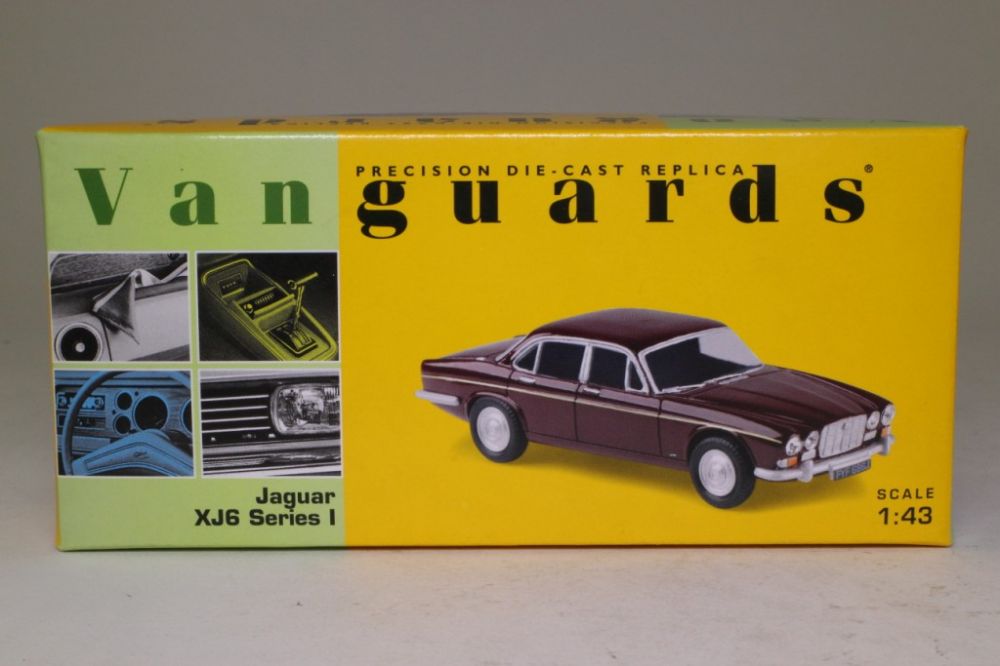 PRECISION DIE-CAST REPLICA
Vanguards®
Jaguar
XJ6 Series I
SCALE
1:43